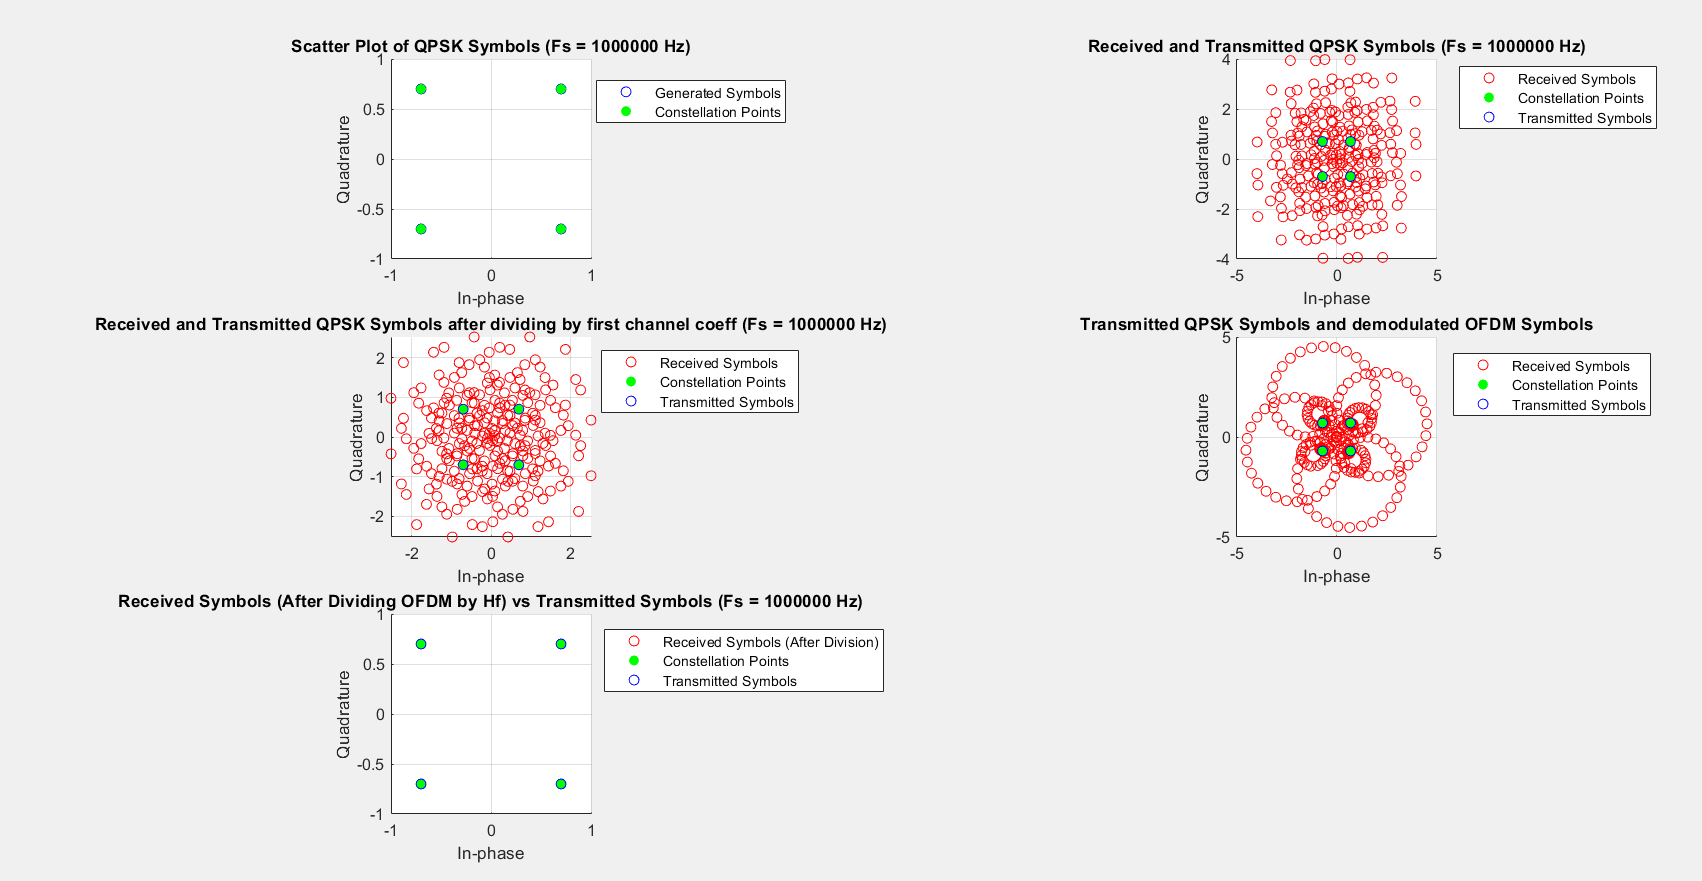 Scatter Plot of QPSK Symbols (Fs = 1000000 Hz)
1
0.5
0
-0.5
-1
-1
0
1
Quadrature
In-phase
Generated Symbols
Constellation Points
Received and Transmitted QPSK Symbols (Fs = 1000000 Hz)
4
2
0
-2
-4
-5
0
5
Quadrature
In-phase
Received Symbols
Constellation Points
Transmitted Symbols
Received and Transmitted QPSK Symbols after dividing by first channel coeff (Fs = 1000000 Hz)
2
1
0
-1
-2
-2
0
2
Quadrature
In-phase
Received Symbols
Constellation Points
Transmitted Symbols
Transmitted QPSK Symbols and demodulated OFDM Symbols
5
0
-5
-5
0
5
Quadrature
In-phase
Received Symbols
Constellation Points
Transmitted Symbols
Received Symbols (After Dividing OFDM by Hf) vs Transmitted Symbols (Fs = 1000000 Hz)
1
0.5
0
-0.5
-1
-1
0
1
Quadrature
In-phase
Received Symbols (After Division)
Constellation Points
Transmitted Symbols